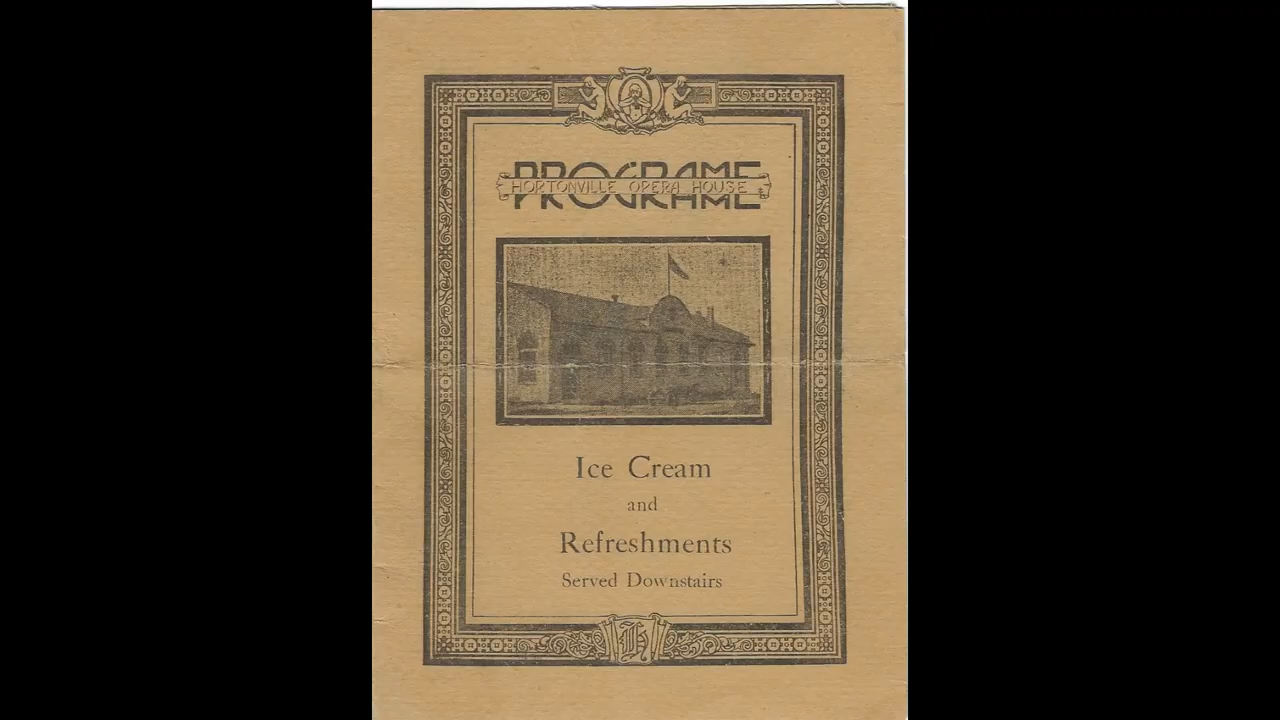 PROGRAME
HORTONVILLE OPERA HOUSE
Ice Cream
and
Refreshments
Served Downstairs
H